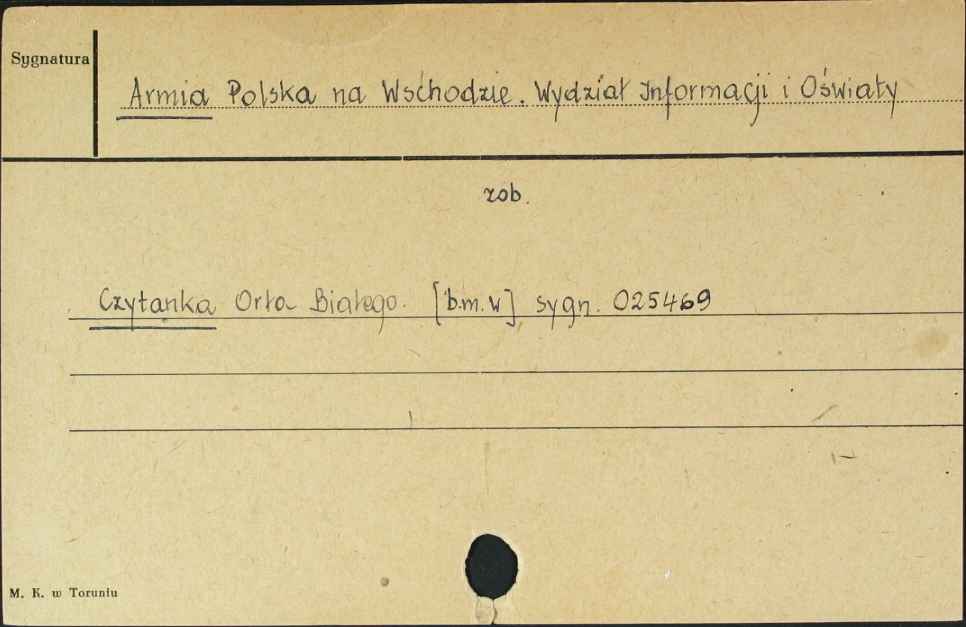 Sygnatura
Armia Polska na Wschodzie. Wydział Informacji i Oświaty
zob.
Czytanka Orła Białego. [b.m.w] sygn. 025469
M. K. w Toruniu